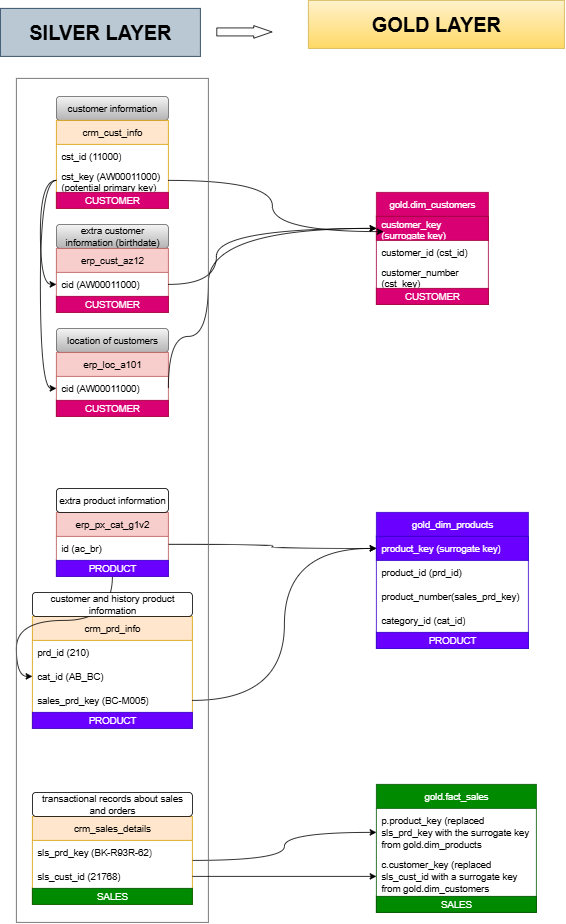 SILVER LAYER
GOLD LAYER
customer information
crm_cust_info
cst_id (11000)
cst_key (AW00011000)
(potential primary key)
CUSTOMER
extra customer
information (birthdate)
erp_cust_az12
cid (AW00011000)
CUSTOMER
location of customers
erp_loc_a101
cid (AW00011000)
CUSTOMER
gold.dim_customers
customer_key
(surrogate key)
customer_id (cst_id)
customer_number
(cst_key)
CUSTOMER
extra product information
erp_px_cat_g1v2
id (ac_br)
PRODUCT
customer and history product
information
crm_prd_info
prd_id (210)
cat_id (AB_BC)
sales_prd_key (BC-M005)
PRODUCT
gold_dim_products
product_key (surrogate key)
product_id (prd_id)
product_number(sales_prd_key)
category_id (cat_id)
PRODUCT
transactional records about sales
and orders
crm_sales_details
sls_prd_key (BK-R93R-62)
sls_cust_id (21768)
SALES
gold.fact_sales
p.product_key (replaced
sls_prd_key with the surrogate key
from gold.dim_products
c.customer_key (replaced
sls_cust_id with a surrogate key
from gold.dim_customers
SALES